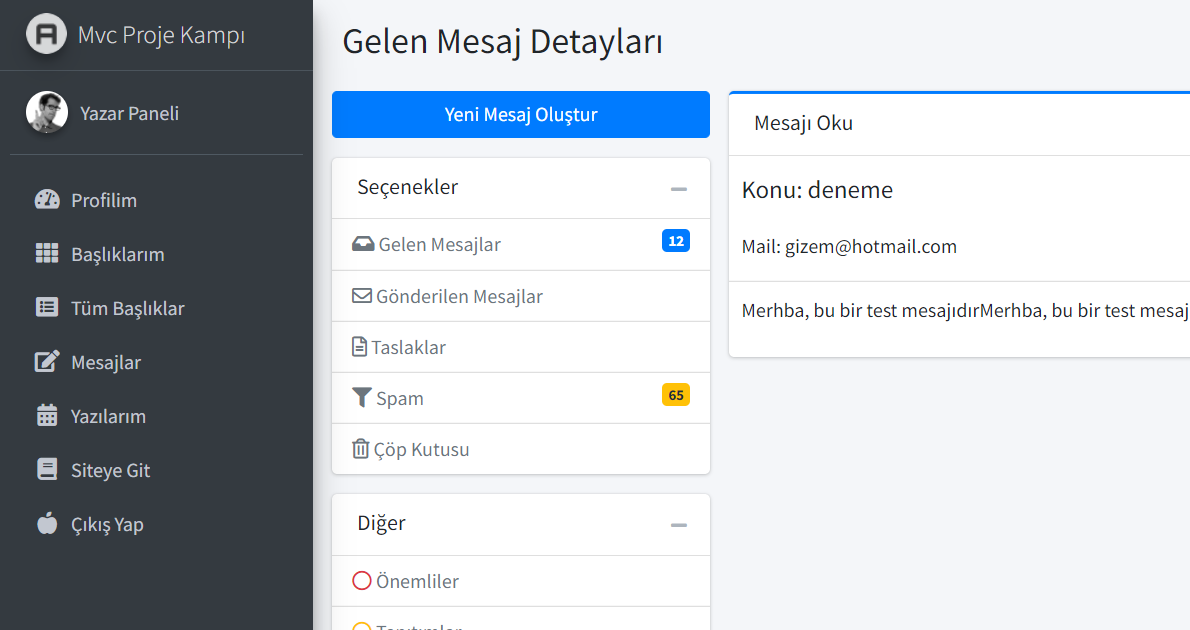 Mvc Proje Kampı
Yazar Paneli
Profilim
Başlıklarım
Tüm Başlıklar
Mesajlar
Yazılarım
Siteye Git
Çıkış Yap
Gelen Mesaj Detayları
Yeni Mesaj Oluştur
Seçenekler
Gelen Mesajlar 12
Gönderilen Mesajlar
Taslaklar
Spam 65
Çöp Kutusu
Diğer
Önemliler
Mesajı Oku
Konu: deneme
Mail: gizem@hotmail.com
Merhba, bu bir test mesajıdırMerhba, bu bir test mesaj